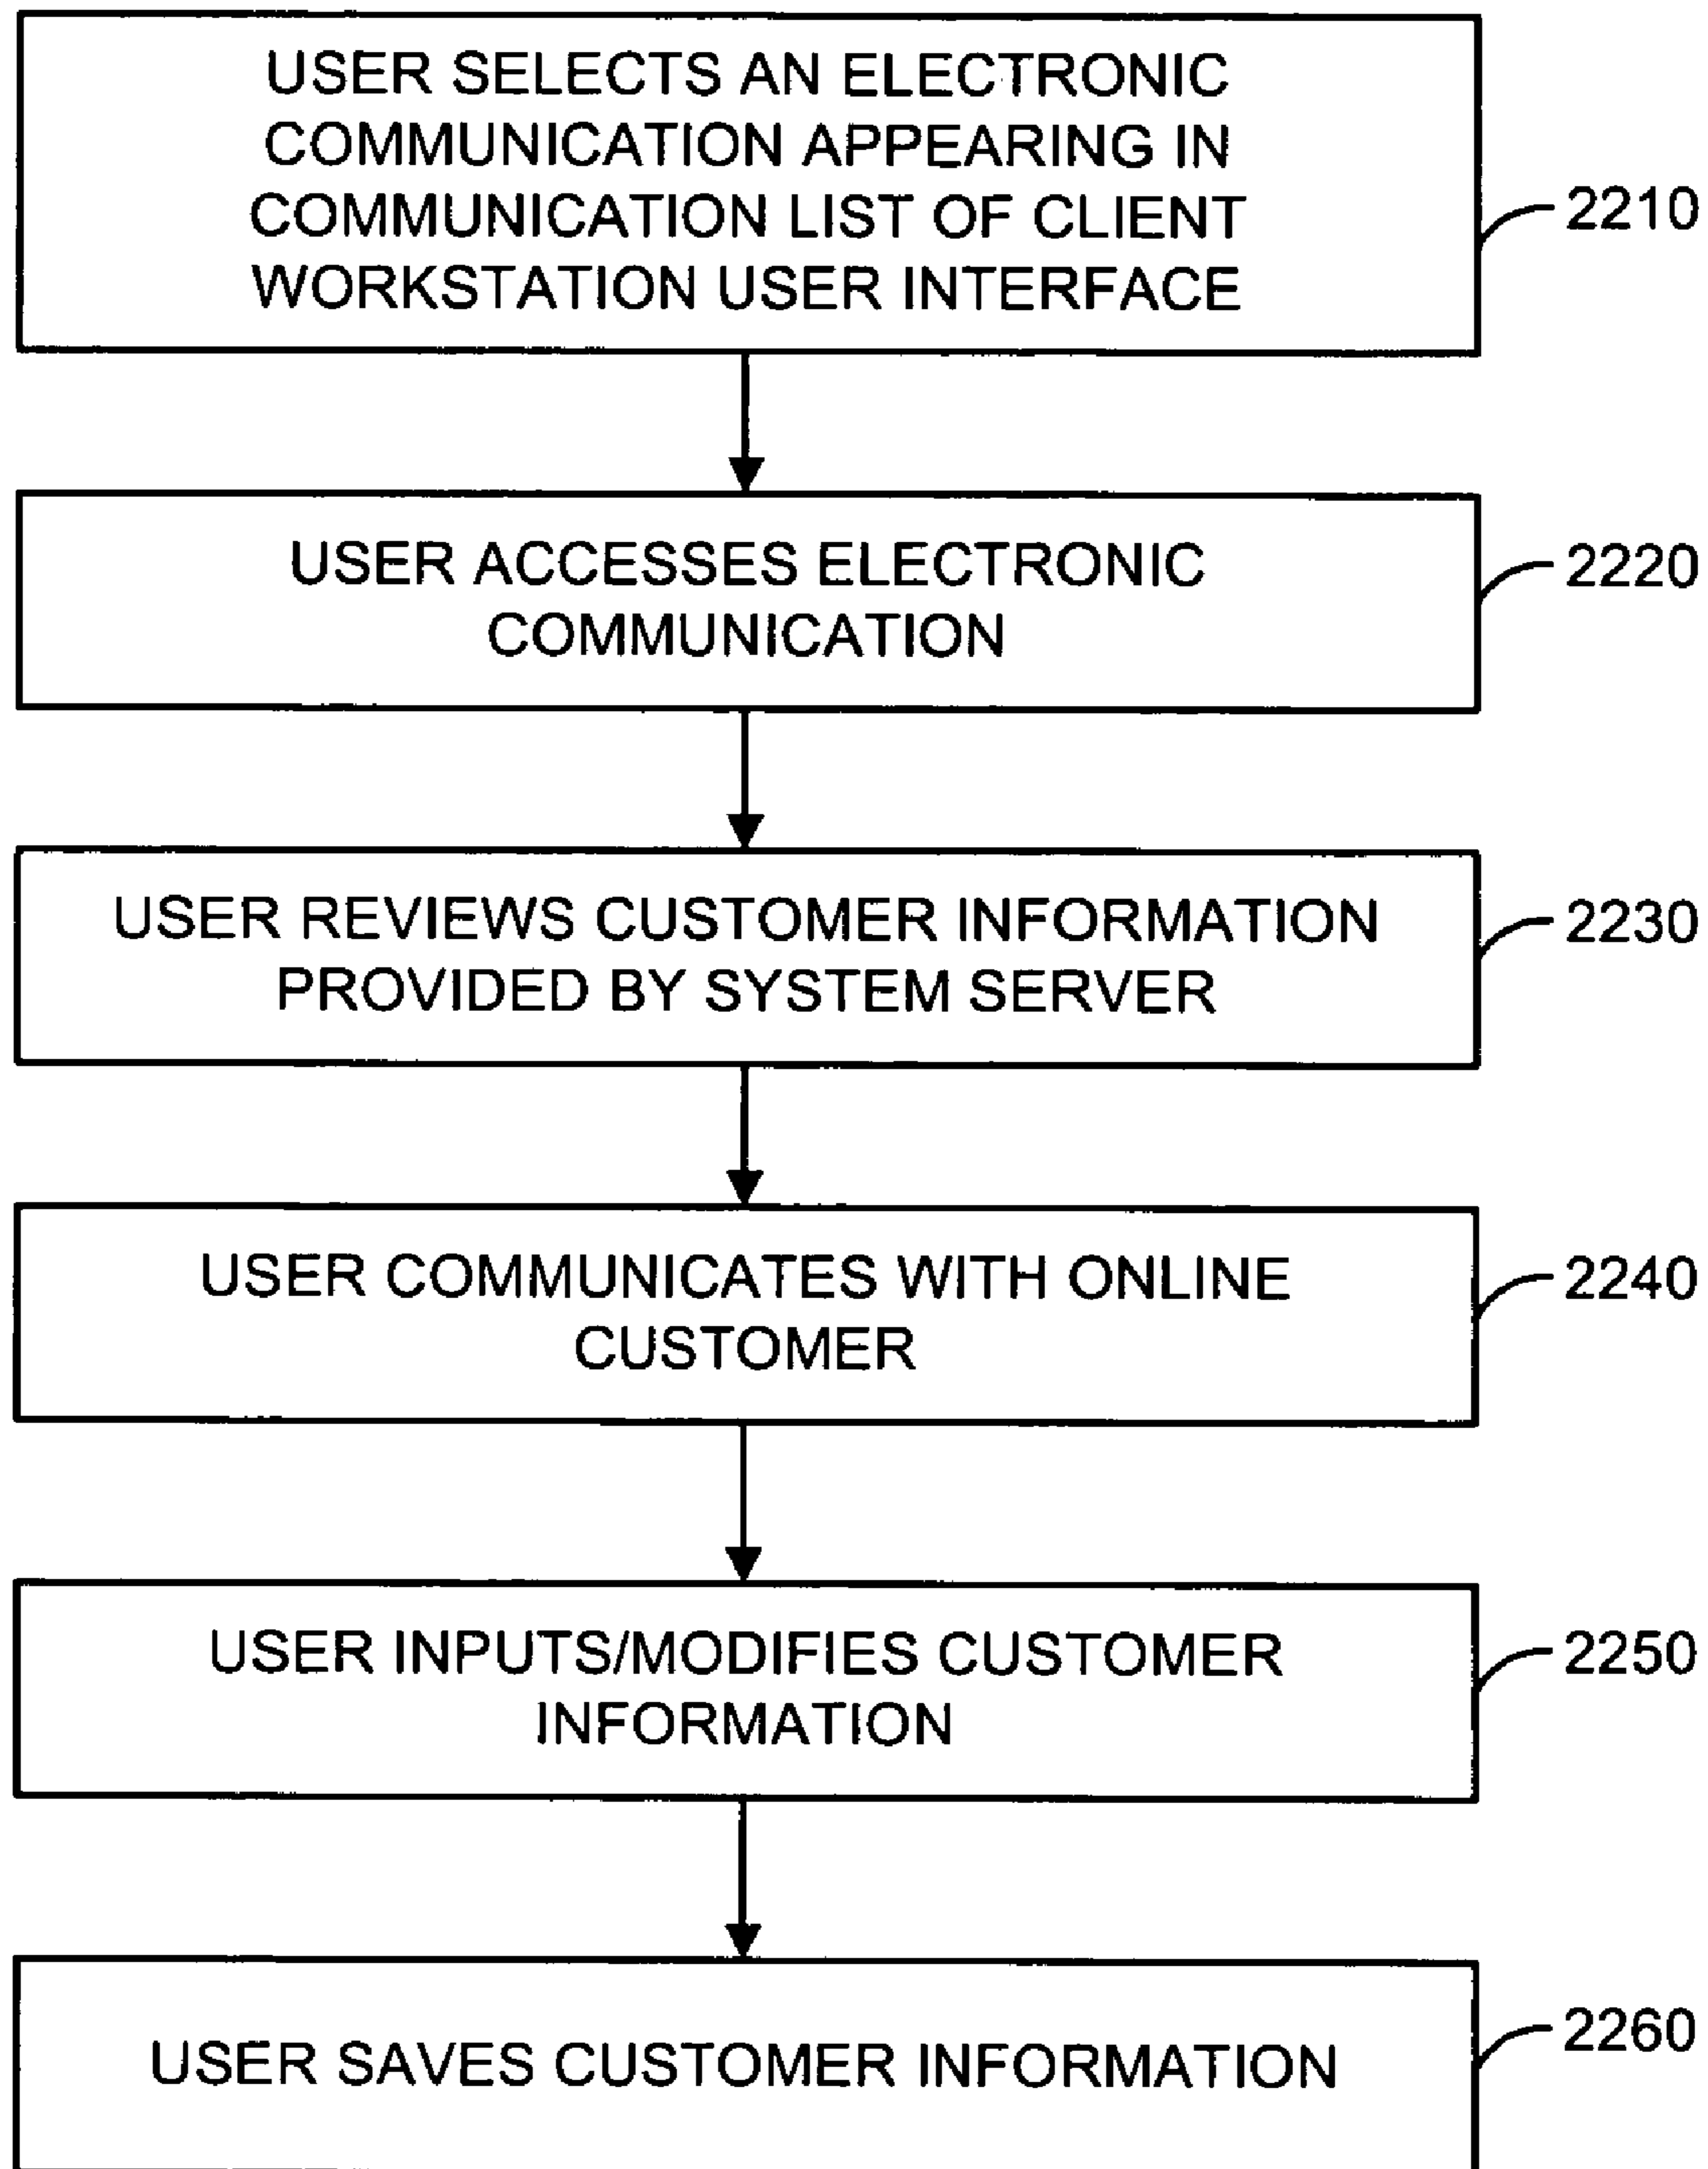 USER SELECTS AN ELECTRONIC
COMMUNICATION APPEARING IN
COMMUNICATION LIST OF CLIENT
WORKSTATION USER INTERFACE
2210
USER ACCESSES ELECTRONIC
COMMUNICATION
2220
USER REVIEWS CUSTOMER INFORMATION
PROVIDED BY SYSTEM SERVER
2230
USER COMMUNICATES WITH ONLINE
CUSTOMER
2240
USER INPUTS/MODIFIES CUSTOMER
INFORMATION
2250
USER SAVES CUSTOMER INFORMATION
2260